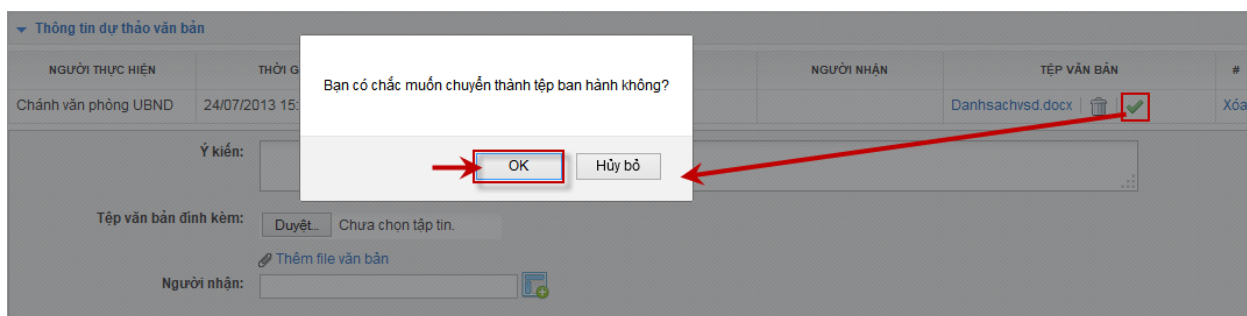 Thông tin dự thảo văn bản
NGƯỜI THỰC HIỆN THỜI G NGƯỜI NHẬN TỆP VĂN BẢN #
Bạn có chắc muốn chuyển thành tệp ban hành không?
Chánh văn phòng UBND 24/07/2013 15: Danhsachvsd.docx | | Xóa
OK Hủy bỏ
Ý kiến:
Tệp văn bản đính kèm: Duyệt... Chưa chọn tập tin.
Thêm file văn bản
Người nhận: